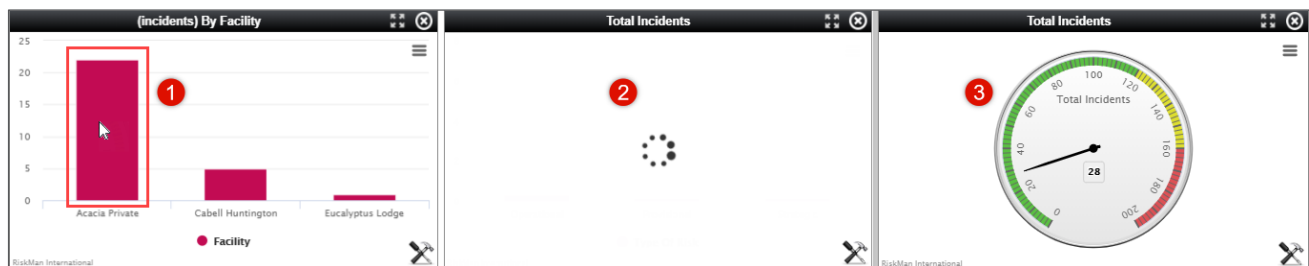 (incidents) By Facility
25
20
15
10
5
0
1
Acacia Private
Cabell Huntington
Eucalyptus Lodge
Facility
RiskMan International
Total Incidents
2
Total Incidents
3
0
20
40
60
80
100
120
140
160
180
200
Total Incidents
28
RiskMan International